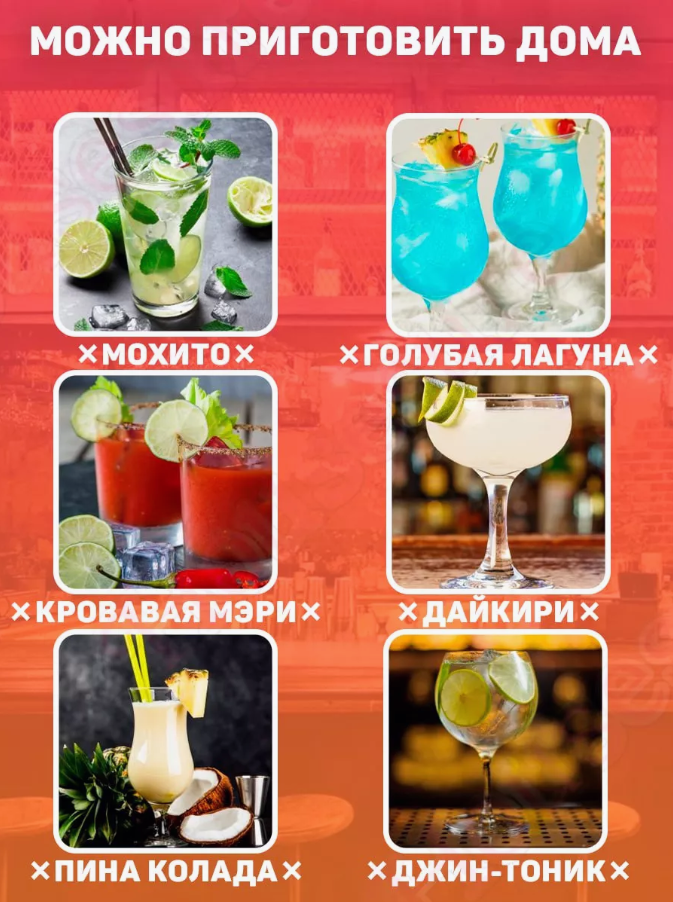 МОЖНО ПРИГОТОВИТЬ ДОМА
×МОХИТО×
×ГОЛУБАЯ ЛАГУНА×
×КРОВАВАЯ МЭРИ×
×ДАЙКИРИ×
×ПИНА КОЛАДА×
×ДЖИН-ТОНИК×